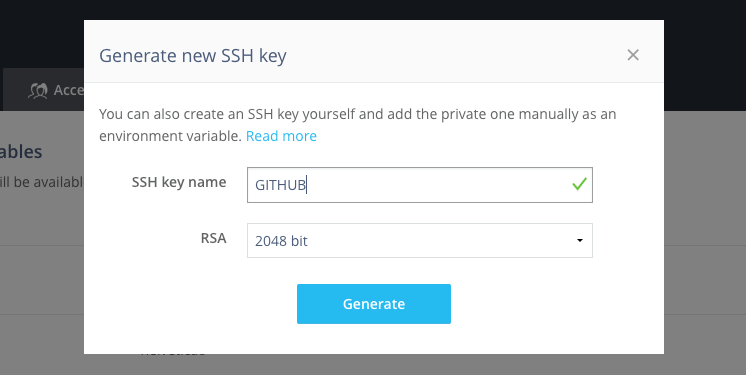 Generate new SSH key
Acce
You can also create an SSH key yourself and add the private one manually as an
environment variable. Read more
ables
ill be availabl
SSH key name
GITHUB
RSA
2048 bit
Generate